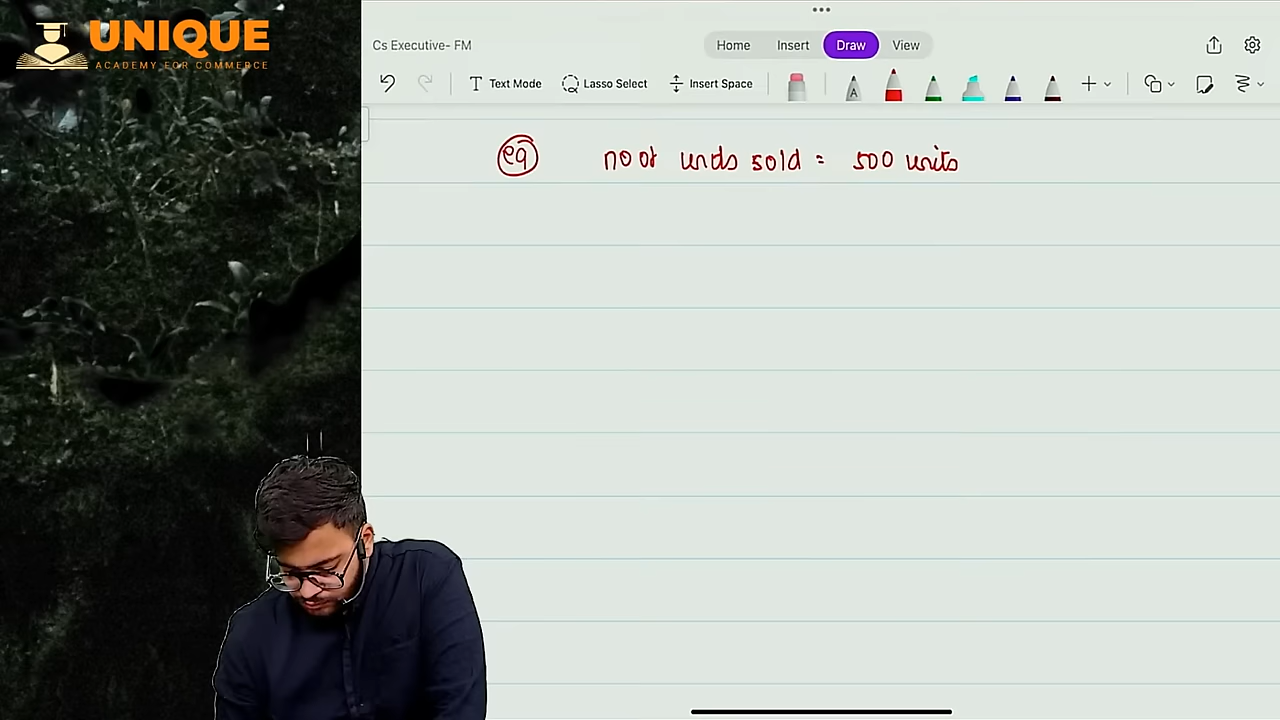 UNIQUE
ACADEMY FOR COMMERCE
Cs Executive- FM
Home Insert Draw View
Text Mode Lasso Select Insert Space
A
eg no of units sold = 500 units